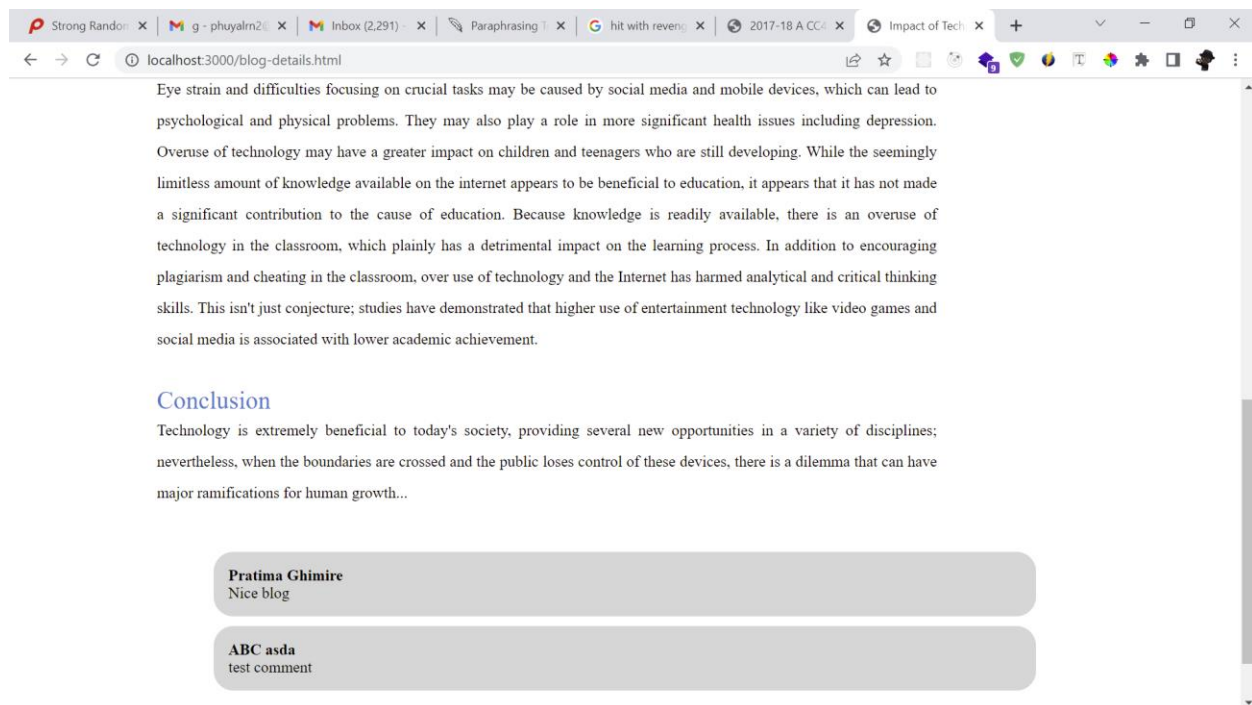 Strong Randon
g - phuyalrn2@
Inbox (2,291) -
Paraphrasing T
hit with reveng
2017-18 A CC4
Impact of Tech
localhost:3000/blog-details.html
9
Eye strain and difficulties focusing on crucial tasks may be caused by social media and mobile devices, which can lead to
psychological and physical problems. They may also play a role in more significant health issues including depression.
Overuse of technology may have a greater impact on children and teenagers who are still developing. While the seemingly
limitless amount of knowledge available on the internet appears to be beneficial to education, it appears that it has not made
a significant contribution to the cause of education. Because knowledge is readily available, there is an overuse of
technology in the classroom, which plainly has a detrimental impact on the learning process. In addition to encouraging
plagiarism and cheating in the classroom, over use of technology and the Internet has harmed analytical and critical thinking
skills. This isn't just conjecture; studies have demonstrated that higher use of entertainment technology like video games and
social media is associated with lower academic achievement.
Conclusion
Technology is extremely beneficial to today's society, providing several new opportunities in a variety of disciplines;
nevertheless, when the boundaries are crossed and the public loses control of these devices, there is a dilemma that can have
major ramifications for human growth...
Pratima Ghimire
Nice blog
ABC asda
test comment